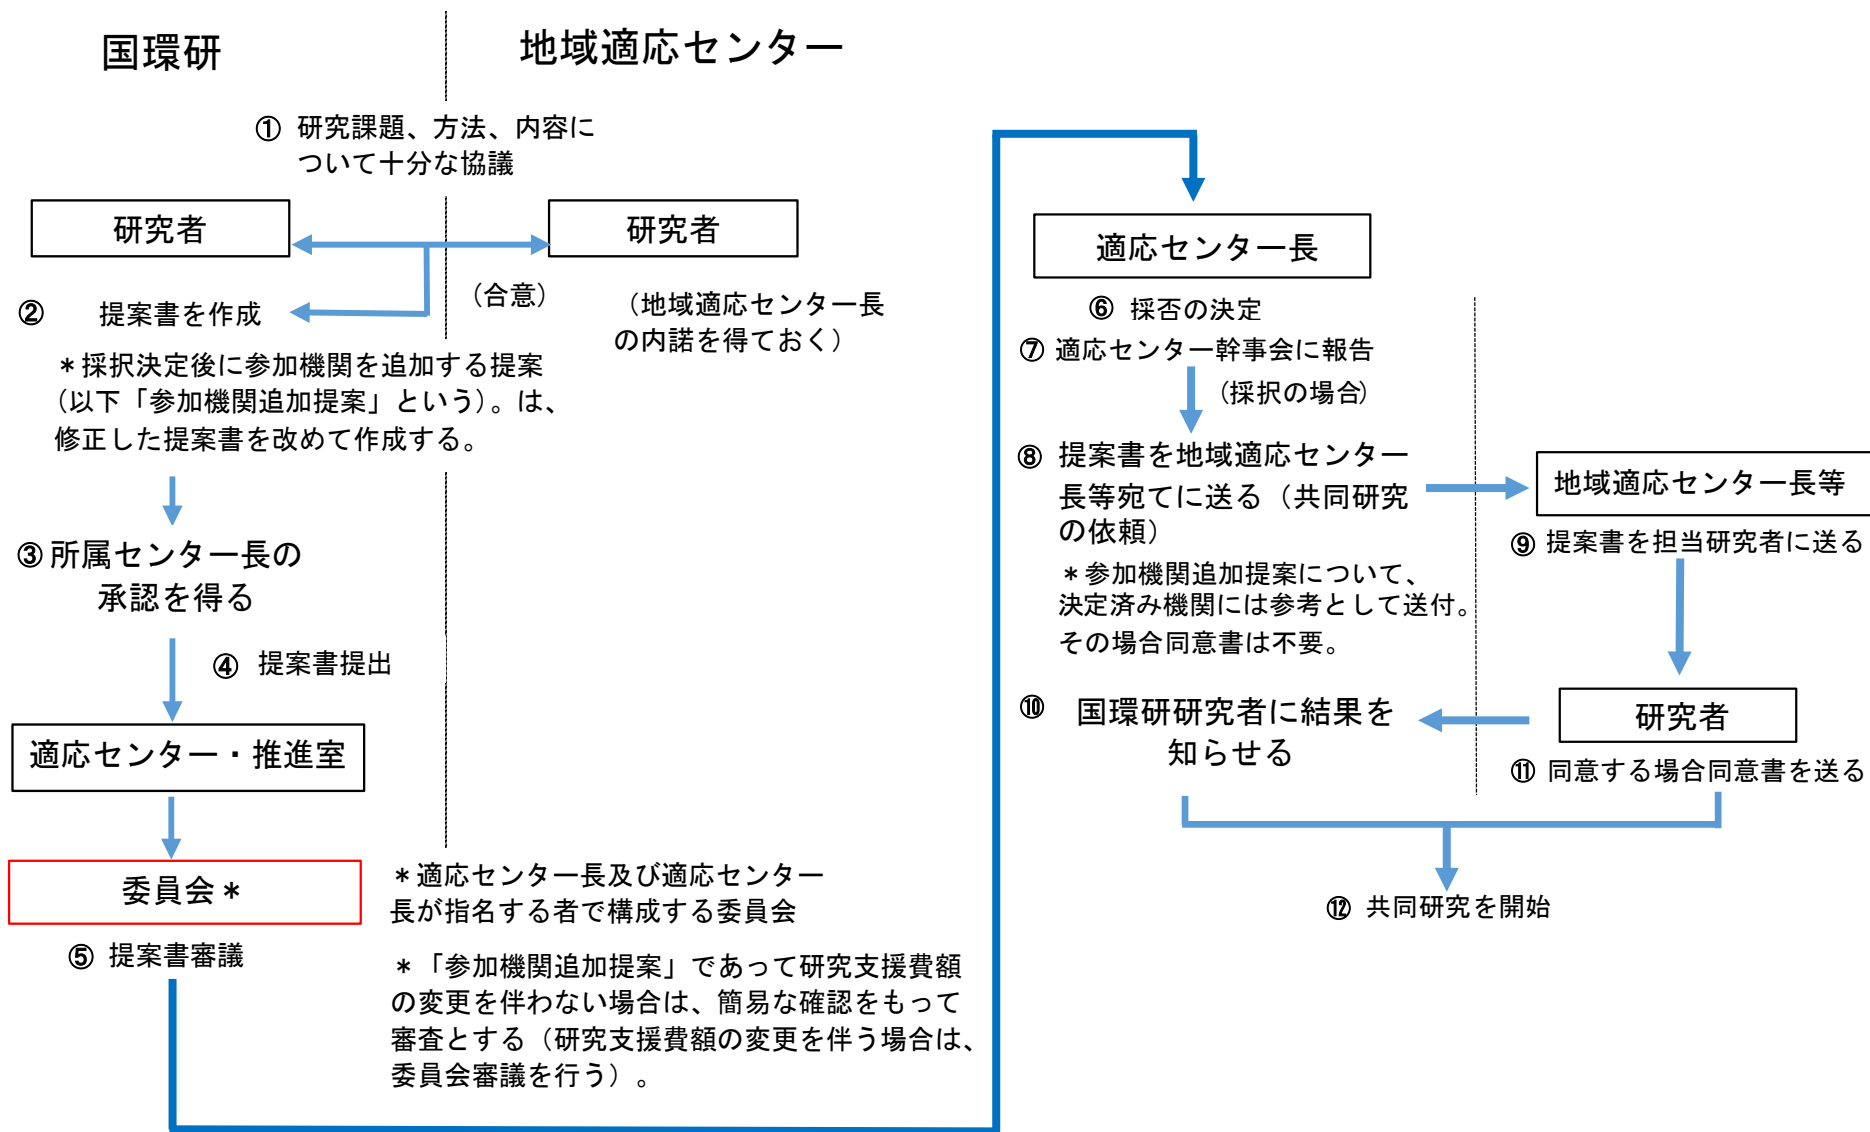 国環研
地域適応センター
① 研究課題、方法、内容に
ついて十分な協議
研究者
研究者
(合意)
② 提案書を作成
(地域適応センター長
の内諾を得ておく)
*採択決定後に参加機関を追加する提案
(以下「参加機関追加提案」という)。は、
修正した提案書を改めて作成する。
③所属センター長の
承認を得る
④ 提案書提出
適応センター・推進室
委員会*
⑤ 提案書審議
*適応センター長及び適応センター
長が指名する者で構成する委員会
*「参加機関追加提案」であって研究支援費額
の変更を伴わない場合は、簡易な確認をもって
審査とする(研究支援費額の変更を伴う場合は、
委員会審議を行う)。
適応センター長
⑥ 採否の決定
⑦ 適応センター幹事会に報告
(採択の場合)
⑧ 提案書を地域適応センター
長等宛てに送る(共同研究
の依頼)
*参加機関追加提案について、
決定済み機関には参考として送付。
その場合同意書は不要。
地域適応センター長等
⑨ 提案書を担当研究者に送る
研究者
⑩ 国環研研究者に結果を
知らせる
⑪ 同意する場合同意書を送る
⑫ 共同研究を開始